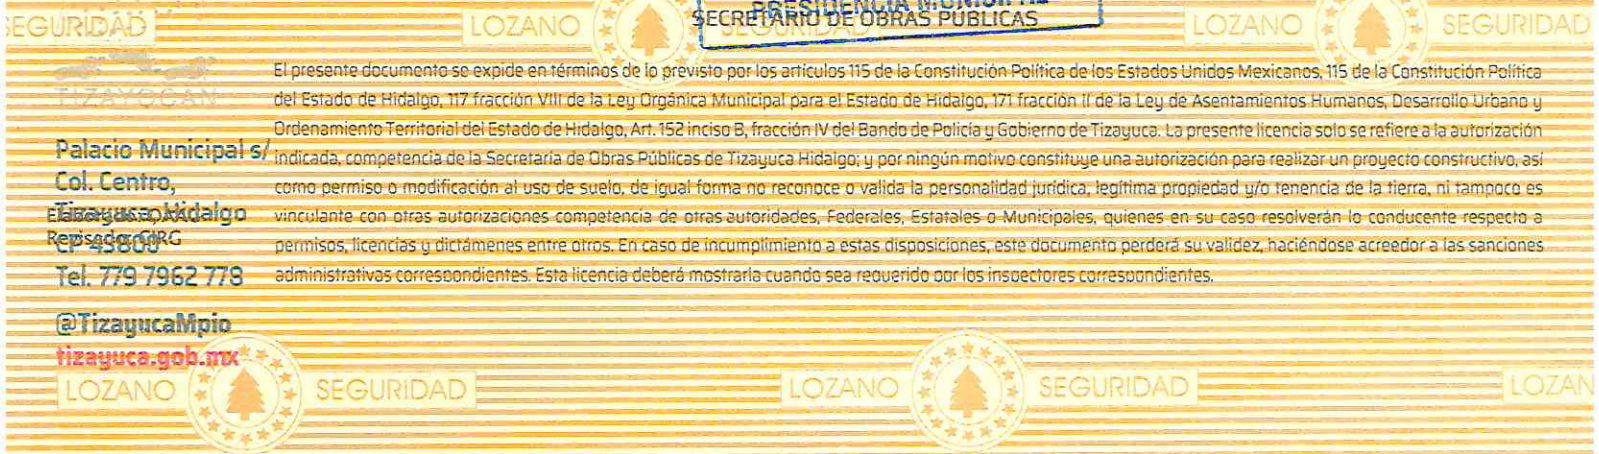 PRESIDENCIA MUNICIPAL
SECRETARIO DE OBRAS PÚBLICAS
SEGURIDAD LOZANO SEGURIDAD LOZANO SEGURIDAD
TIZAYOCAN
El presente documento se expide en términos de lo previsto por los artículos 115 de la Constitución Política de los Estados Unidos Mexicanos, 115 de la Constitución Política
del Estado de Hidalgo, 117 fracción VIII de la Ley Orgánica Municipal para el Estado de Hidalgo, 171 fracción II de la Ley de Asentamientos Humanos, Desarrollo Urbano y
Ordenamiento Territorial del Estado de Hidalgo, Art. 152 inciso B, fracción IV del Bando de Policía y Gobierno de Tizayuca. La presente licencia solo se refiere a la autorización
indicada, competencia de la Secretaría de Obras Públicas de Tizayuca Hidalgo; y por ningún motivo constituye una autorización para realizar un proyecto constructivo, así
como permiso o modificación al uso de suelo, de igual forma no reconoce o valida la personalidad jurídica, legítima propiedad y/o tenencia de la tierra, ni tampoco es
vinculante con otras autorizaciones competencia de otras autoridades, Federales, Estatales o Municipales, quienes en su caso resolverán lo conducente respecto a
permisos, licencias y dictámenes entre otros. En caso de incumplimiento a estas disposiciones, este documento perderá su validez, haciéndose acreedor a las sanciones
administrativas correspondientes. Esta licencia deberá mostrarla cuando sea requerido por los inspectores correspondientes.
Palacio Municipal s/
Col. Centro,
Tizayuca, Hidalgo
CP 43800
Tel. 779 7962 778
@TizayucaMpio
tizayuca.gob.mx
LOZANO SEGURIDAD LOZANO SEGURIDAD LOZAN